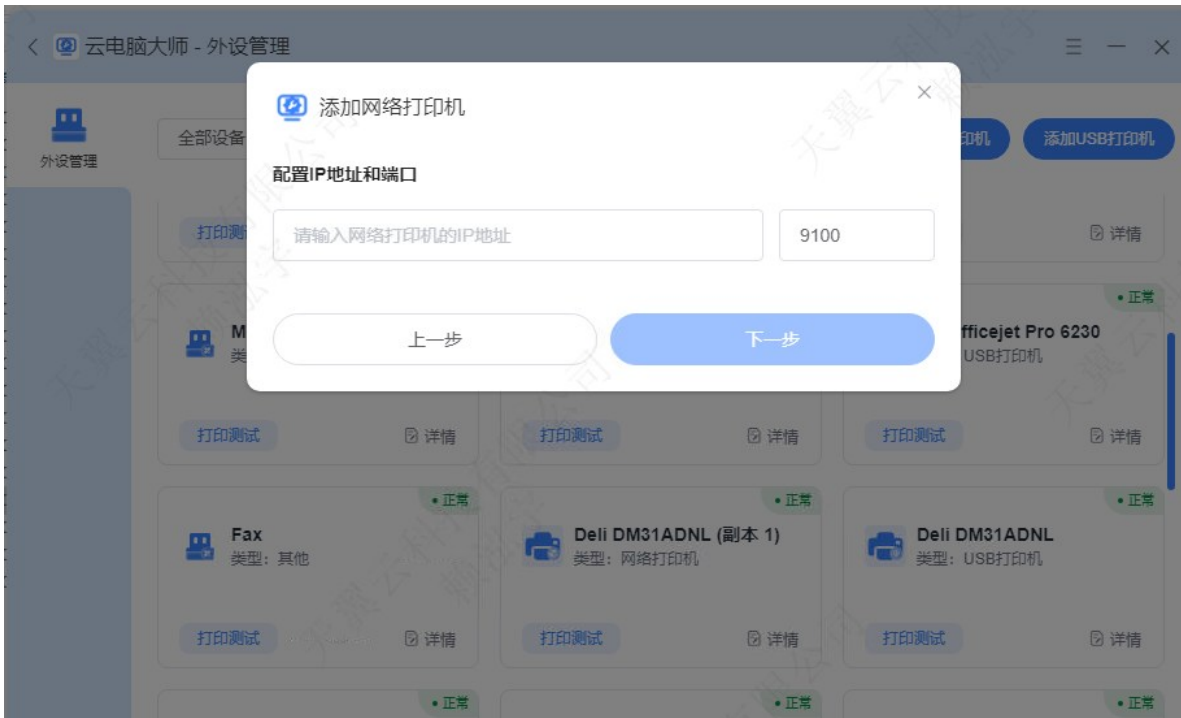 云电脑大师 - 外设管理
添加网络打印机
外设管理
全部设备
印机
添加USB打印机
配置IP地址和端口
请输入网络打印机的IP地址
9100
打印测
详情
上一步
下一步
正常
M
类
fficejet Pro 6230
USB打印机
打印测试
详情
打印测试
详情
打印测试
详情
正常
正常
正常
Fax
类型：其他
Deli DM31ADNL (副本 1)
类型：网络打印机
Deli DM31ADNL
类型：USB打印机
打印测试
详情
打印测试
详情
打印测试
详情
正常
正常
正常